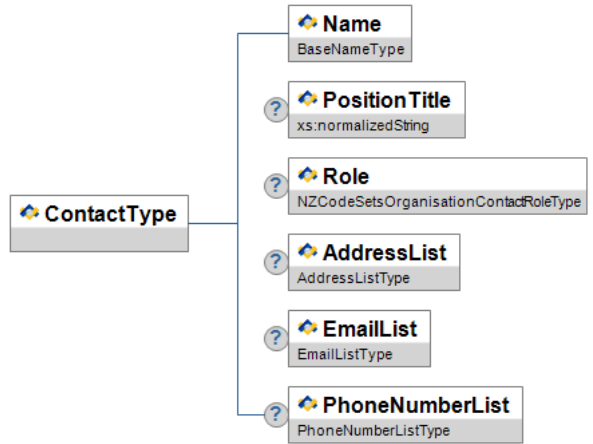 Name
BaseNameType
? PositionTitle
xs:normalizedString
? Role
NZCodeSetsOrganisationContactRoleType
ContactType
? AddressList
AddressListType
? EmailList
EmailListType
? PhoneNumberList
PhoneNumberListType